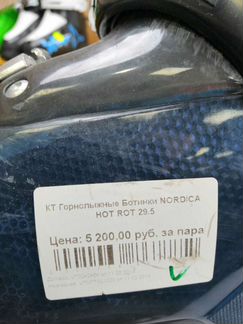 КТ Горнолыжные Ботинки NORDICA
HOT ROT 29.5
Цена: 5 200,00 руб. за пара